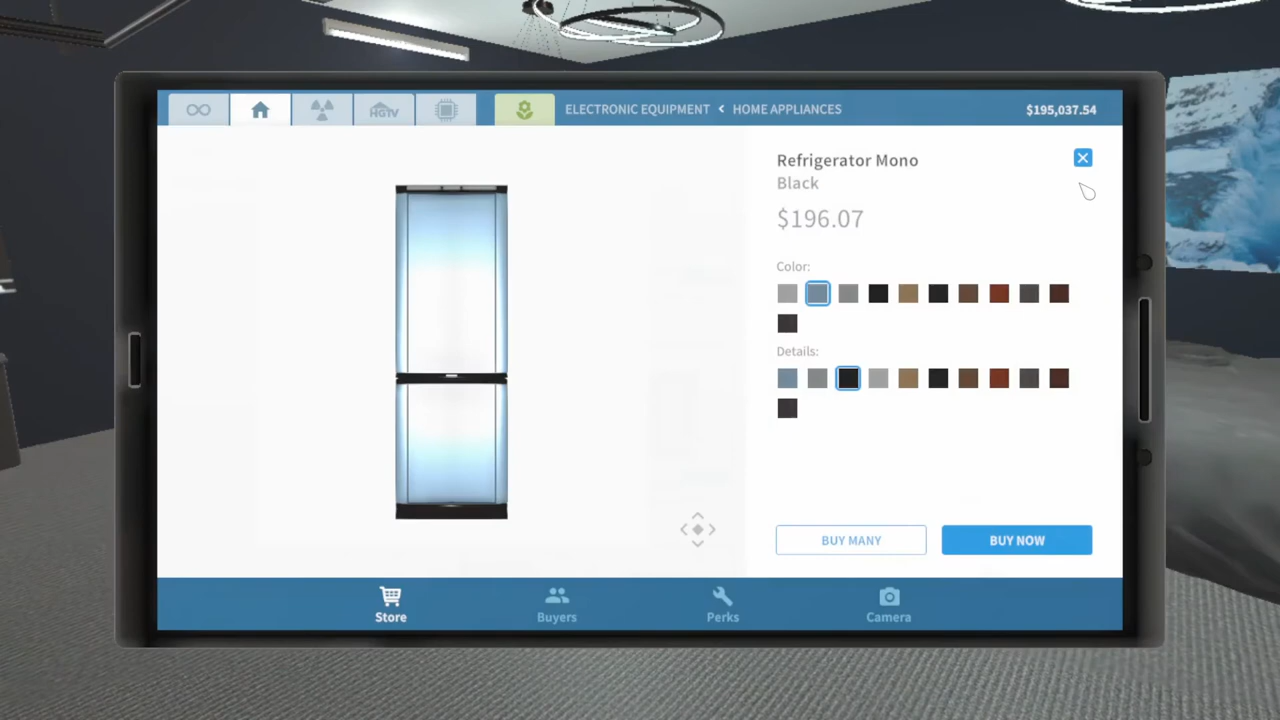 HGTV
ELECTRONIC EQUIPMENT < HOME APPLIANCES
$195,037.54
Refrigerator Mono
Black
$196.07
Color:
Details:
BUY MANY
BUY NOW
Store
Buyers
Perks
Camera